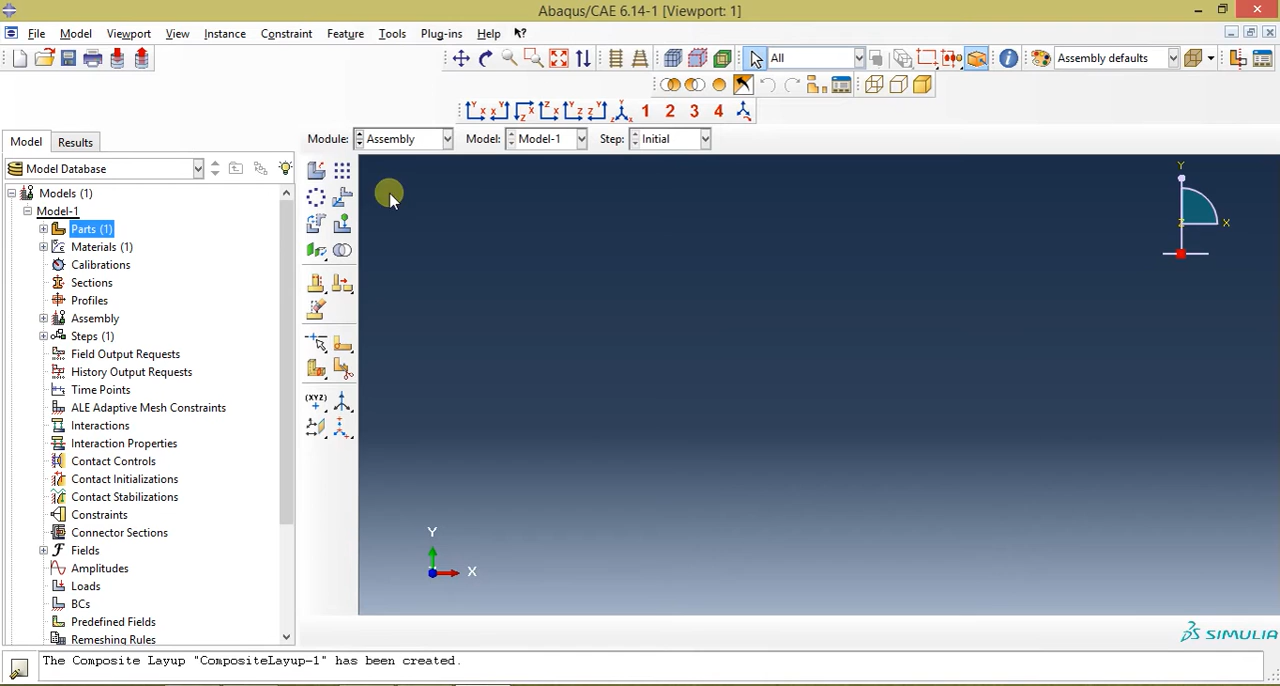 Abaqus/CAE 6.14-1 [Viewport: 1]
File Model Viewport View Instance Constraint Feature Tools Plug-ins Help
All
Assembly defaults
1 2 3 4
Model Results
Module: Assembly Model: Model-1 Step: Initial
Model Database
Models (1)
Model-1
Parts (1)
Materials (1)
Calibrations
Sections
Profiles
Assembly
Steps (1)
Field Output Requests
History Output Requests
Time Points
ALE Adaptive Mesh Constraints
Interactions
Interaction Properties
Contact Controls
Contact Initializations
Contact Stabilizations
Constraints
Connector Sections
Fields
Amplitudes
Loads
BCs
Predefined Fields
Remeshing Rules
(XYZ)
Y
X
Z
Y
X
SIMULIA
The Composite Layup "CompositeLayup-1" has been created.